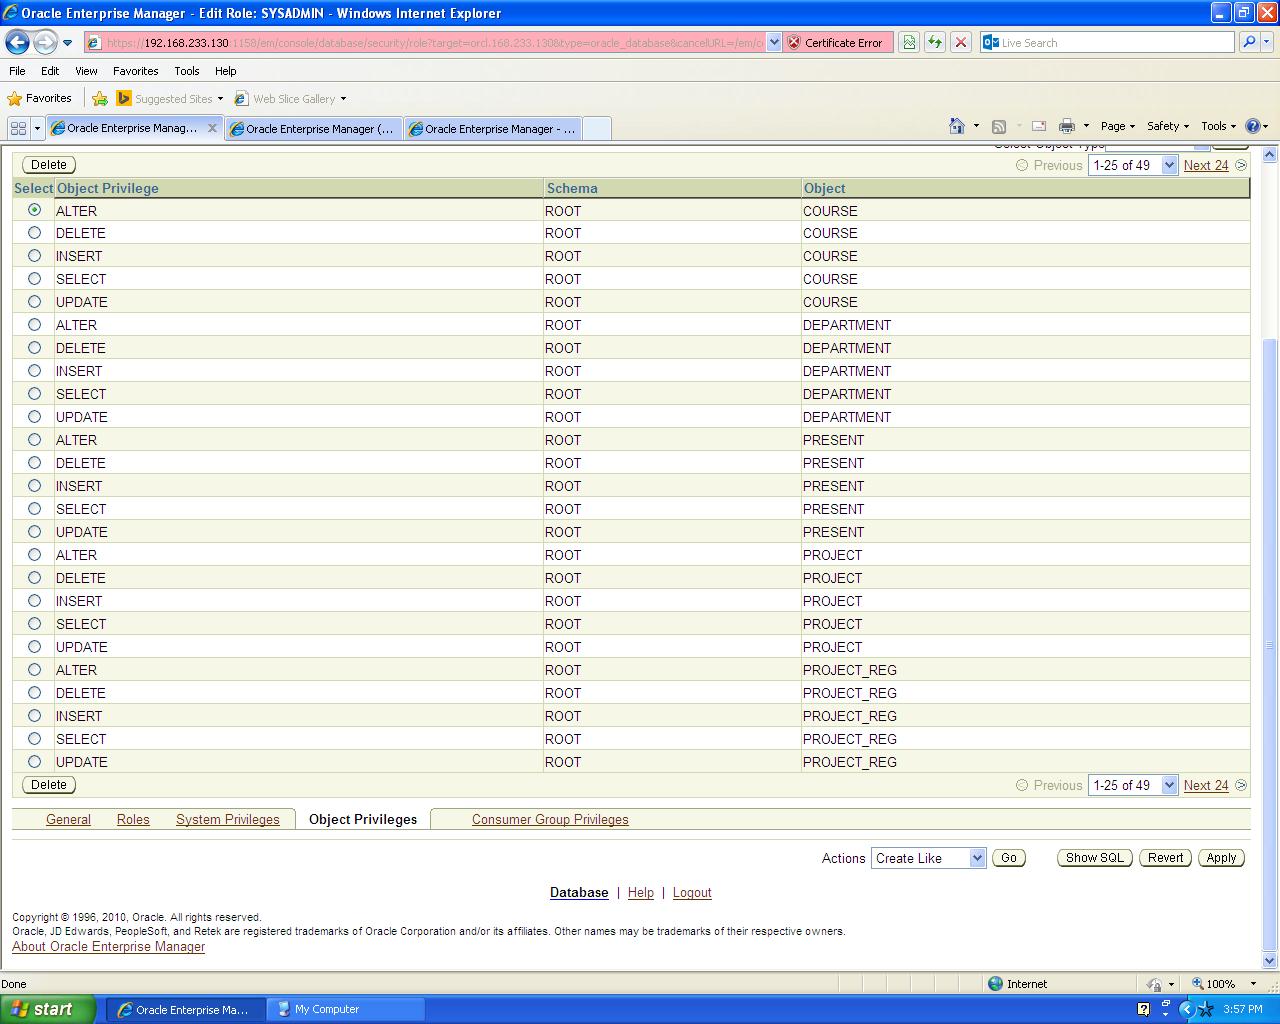 Oracle Enterprise Manager - Edit Role: SYSADMIN - Windows Internet Explorer
https://192.168.233.130:1158/em/console/database/security/role?target=orcl.168.233.130&type=oracle_database&cancelURL=/em/c Certificate Error Live Search
File Edit View Favorites Tools Help
Favorites Suggested Sites Web Slice Gallery
Oracle Enterprise Manag... X Oracle Enterprise Manager (... Oracle Enterprise Manager - ... Page Safety Tools
Select Object Type
Delete Previous 1-25 of 49 Next 24
Select Object Privilege Schema Object
ALTER ROOT COURSE
DELETE ROOT COURSE
INSERT ROOT COURSE
SELECT ROOT COURSE
UPDATE ROOT COURSE
ALTER ROOT DEPARTMENT
DELETE ROOT DEPARTMENT
INSERT ROOT DEPARTMENT
SELECT ROOT DEPARTMENT
UPDATE ROOT DEPARTMENT
ALTER ROOT PRESENT
DELETE ROOT PRESENT
INSERT ROOT PRESENT
SELECT ROOT PRESENT
UPDATE ROOT PRESENT
ALTER ROOT PROJECT
DELETE ROOT PROJECT
INSERT ROOT PROJECT
SELECT ROOT PROJECT
UPDATE ROOT PROJECT
ALTER ROOT PROJECT_REG
DELETE ROOT PROJECT_REG
INSERT ROOT PROJECT_REG
SELECT ROOT PROJECT_REG
UPDATE ROOT PROJECT_REG
Delete Previous 1-25 of 49 Next 24
General Roles System Privileges Object Privileges Consumer Group Privileges
Actions Create Like Go Show SQL Revert Apply
Database | Help | Logout
Copyright © 1996, 2010, Oracle. All rights reserved.
Oracle, JD Edwards, PeopleSoft, and Retek are registered trademarks of Oracle Corporation and/or its affiliates. Other names may be trademarks of their respective owners.
About Oracle Enterprise Manager
Done Internet 100%
start Oracle Enterprise Ma... My Computer 3:57 PM